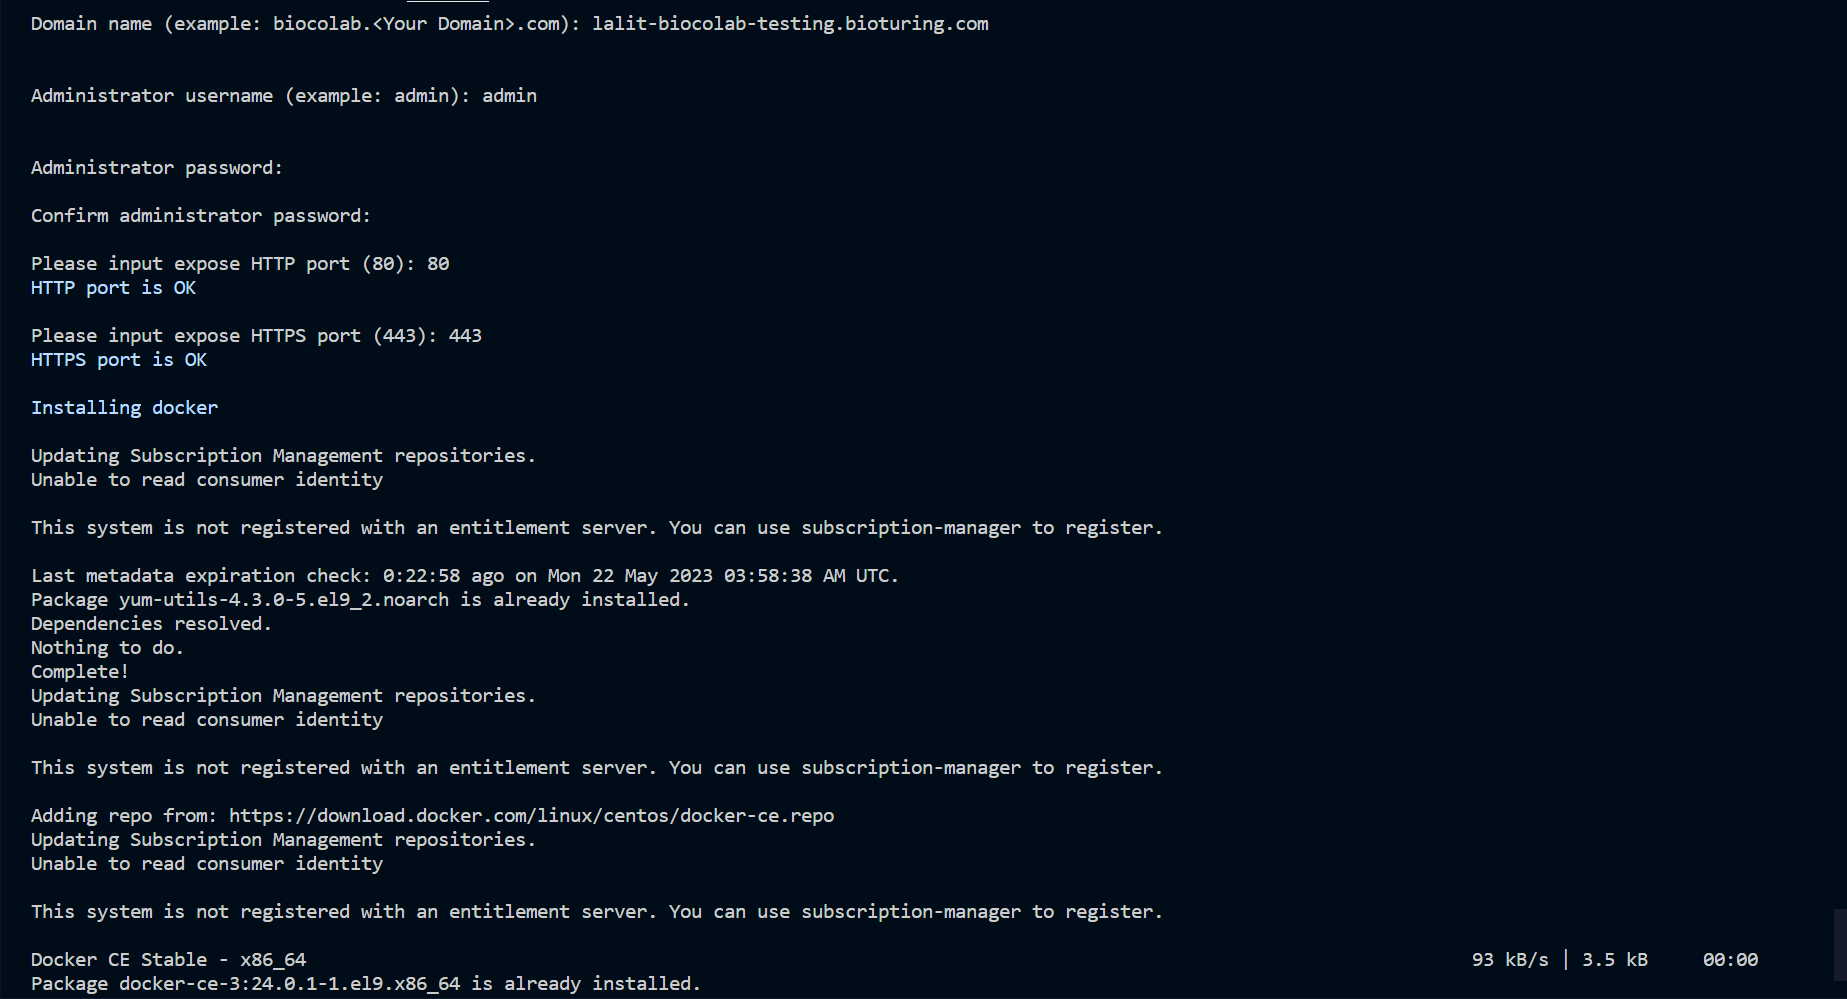 Domain name (example: biocolab.<Your Domain>.com): lalit-biocolab-testing.bioturing.com
Administrator username (example: admin): admin
Administrator password:
Confirm administrator password:
Please input expose HTTP port (80): 80
HTTP port is OK
Please input expose HTTPS port (443): 443
HTTPS port is OK
Installing docker
Updating Subscription Management repositories.
Unable to read consumer identity
This system is not registered with an entitlement server. You can use subscription-manager to register.
Last metadata expiration check: 0:22:58 ago on Mon 22 May 2023 03:58:38 AM UTC.
Package yum-utils-4.3.0-5.el9_2.noarch is already installed.
Dependencies resolved.
Nothing to do.
Complete!
Updating Subscription Management repositories.
Unable to read consumer identity
This system is not registered with an entitlement server. You can use subscription-manager to register.
Adding repo from: https://download.docker.com/linux/centos/docker-ce.repo
Updating Subscription Management repositories.
Unable to read consumer identity
This system is not registered with an entitlement server. You can use subscription-manager to register.
Docker CE Stable - x86_64 93 kB/s | 3.5 kB 00:00
Package docker-ce-3:24.0.1-1.el9.x86_64 is already installed.